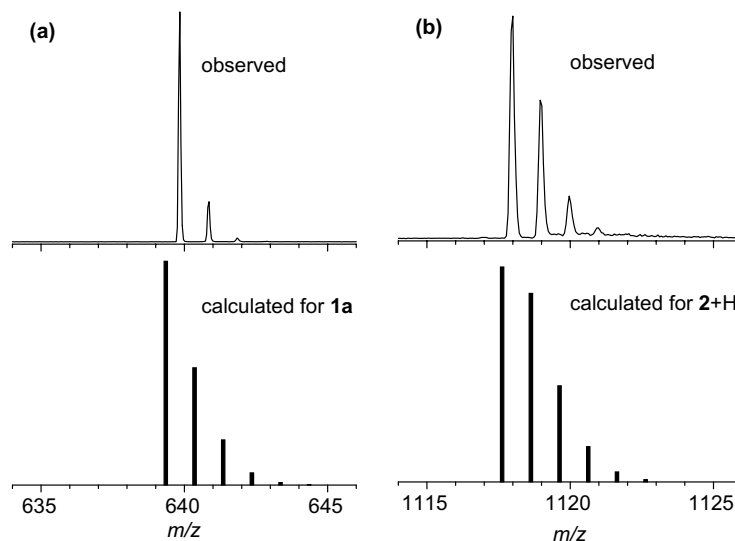 (a)
observed
calculated for 1a
635 640 645
m/z
(b)
observed
calculated for 2+H
1115 1120 1125
m/z